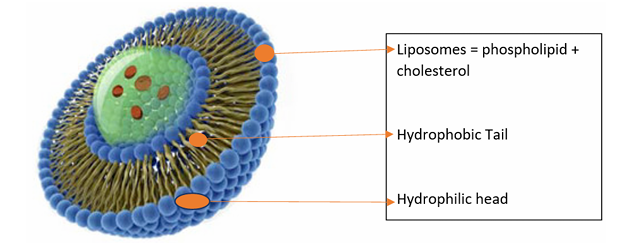 Liposomes = phospholipid +
cholesterol
Hydrophobic Tail
Hydrophilic head